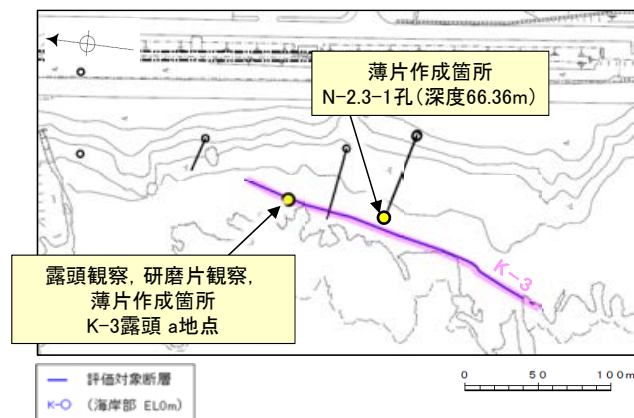 薄片作成箇所
N-2.3-1孔(深度66.36m)
露頭観察, 研磨片観察,
薄片作成箇所
K-3露頭 a地点
K-3
評価対象断層
K-○ (海岸部 EL0m)
0 50 100m